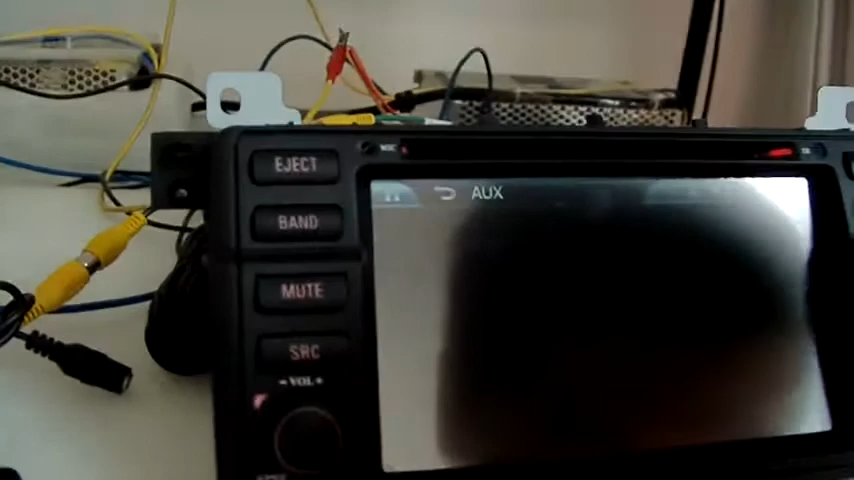 EJECT
AUX
BAND
MUTE
SRC
- VOL +